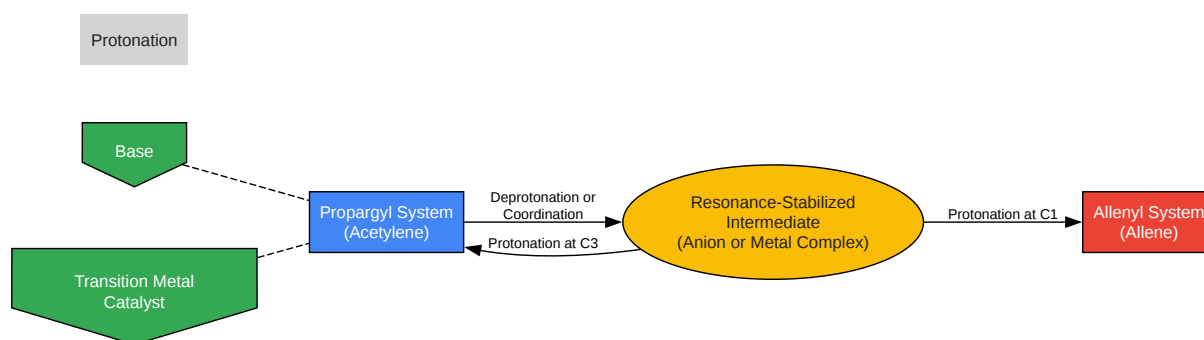 Protonation
Base
Transition Metal
Catalyst
Propargyl System
(Acetylene)
Deprotonation or
Coordination
Protonation at C3
Resonance-Stabilized
Intermediate
(Anion or Metal Complex)
Protonation at C1
Allenyl System
(Allene)